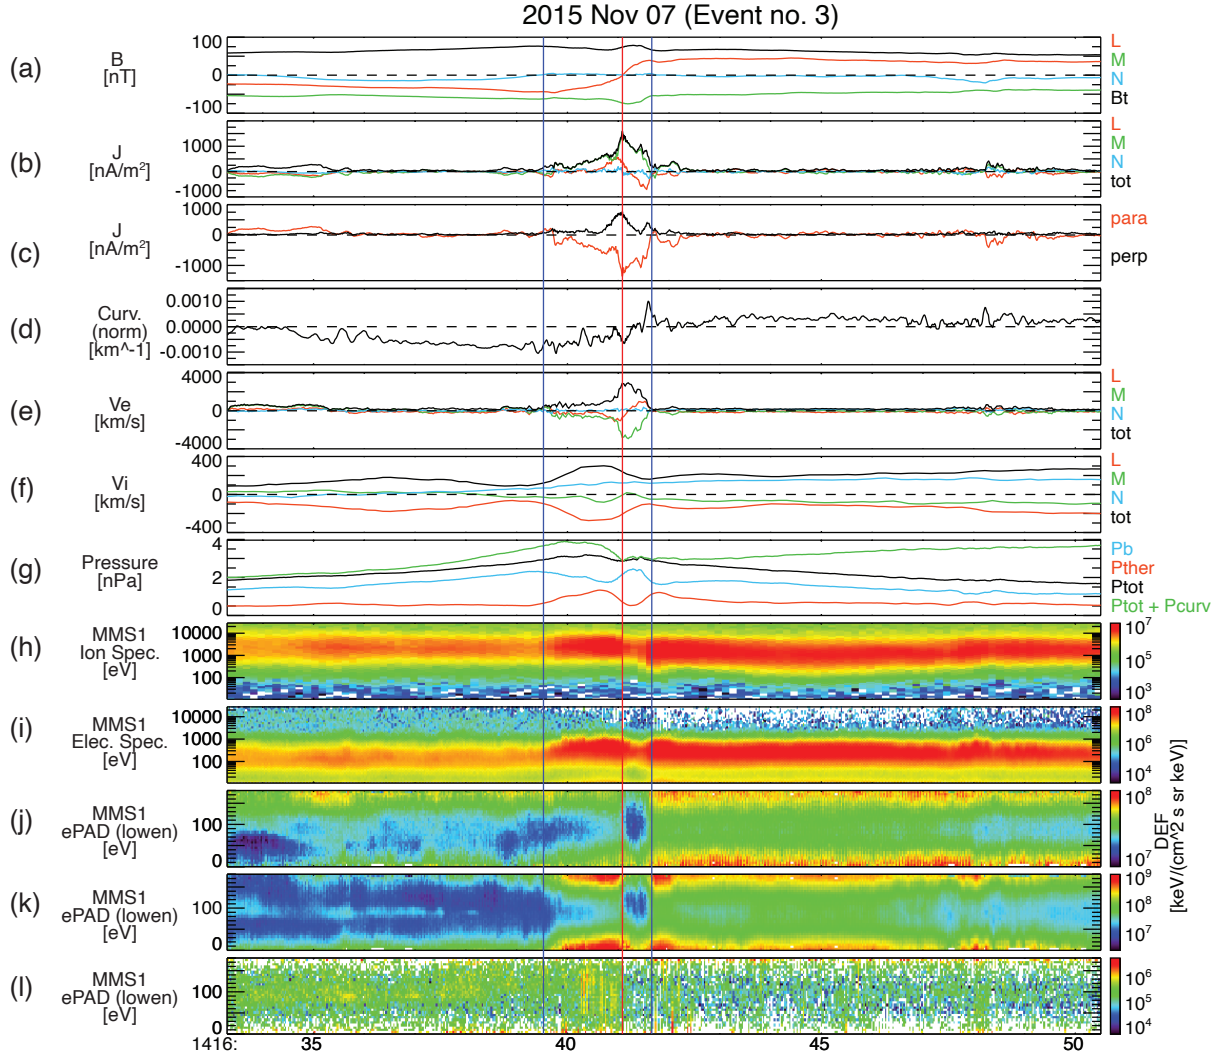 2015 Nov 07 (Event no. 3)
(a)
B
[nT]
100
0
-100
L
M
N
Bt
(b)
J
[nA/m²]
1000
0
-1000
L
M
N
tot
(c)
J
[nA/m²]
1000
0
-1000
para
perp
(d)
Curv.
(norm)
[km^-1]
0.0010
0.0000
-0.0010
(e)
Ve
[km/s]
4000
0
-4000
L
M
N
tot
(f)
Vi
[km/s]
400
0
-400
L
M
N
tot
(g)
Pressure
[nPa]
4
2
0
Pb
Pther
Ptot
Ptot + Pcurv
(h)
MMS1
Ion Spec.
[eV]
10000
1000
100
10⁷
10⁵
10³
(i)
MMS1
Elec. Spec.
[eV]
10000
1000
100
10⁸
10⁶
10⁴
(j)
MMS1
ePAD (lowen)
[eV]
100
0
10⁸
10⁷
(k)
MMS1
ePAD (lowen)
[eV]
100
0
10⁹
10⁸
10⁷
(l)
MMS1
ePAD (lowen)
[eV]
100
0
10⁶
10⁵
10⁴
DEF
[keV/(cm^2 s sr keV)]
1416: 35 40 45 50